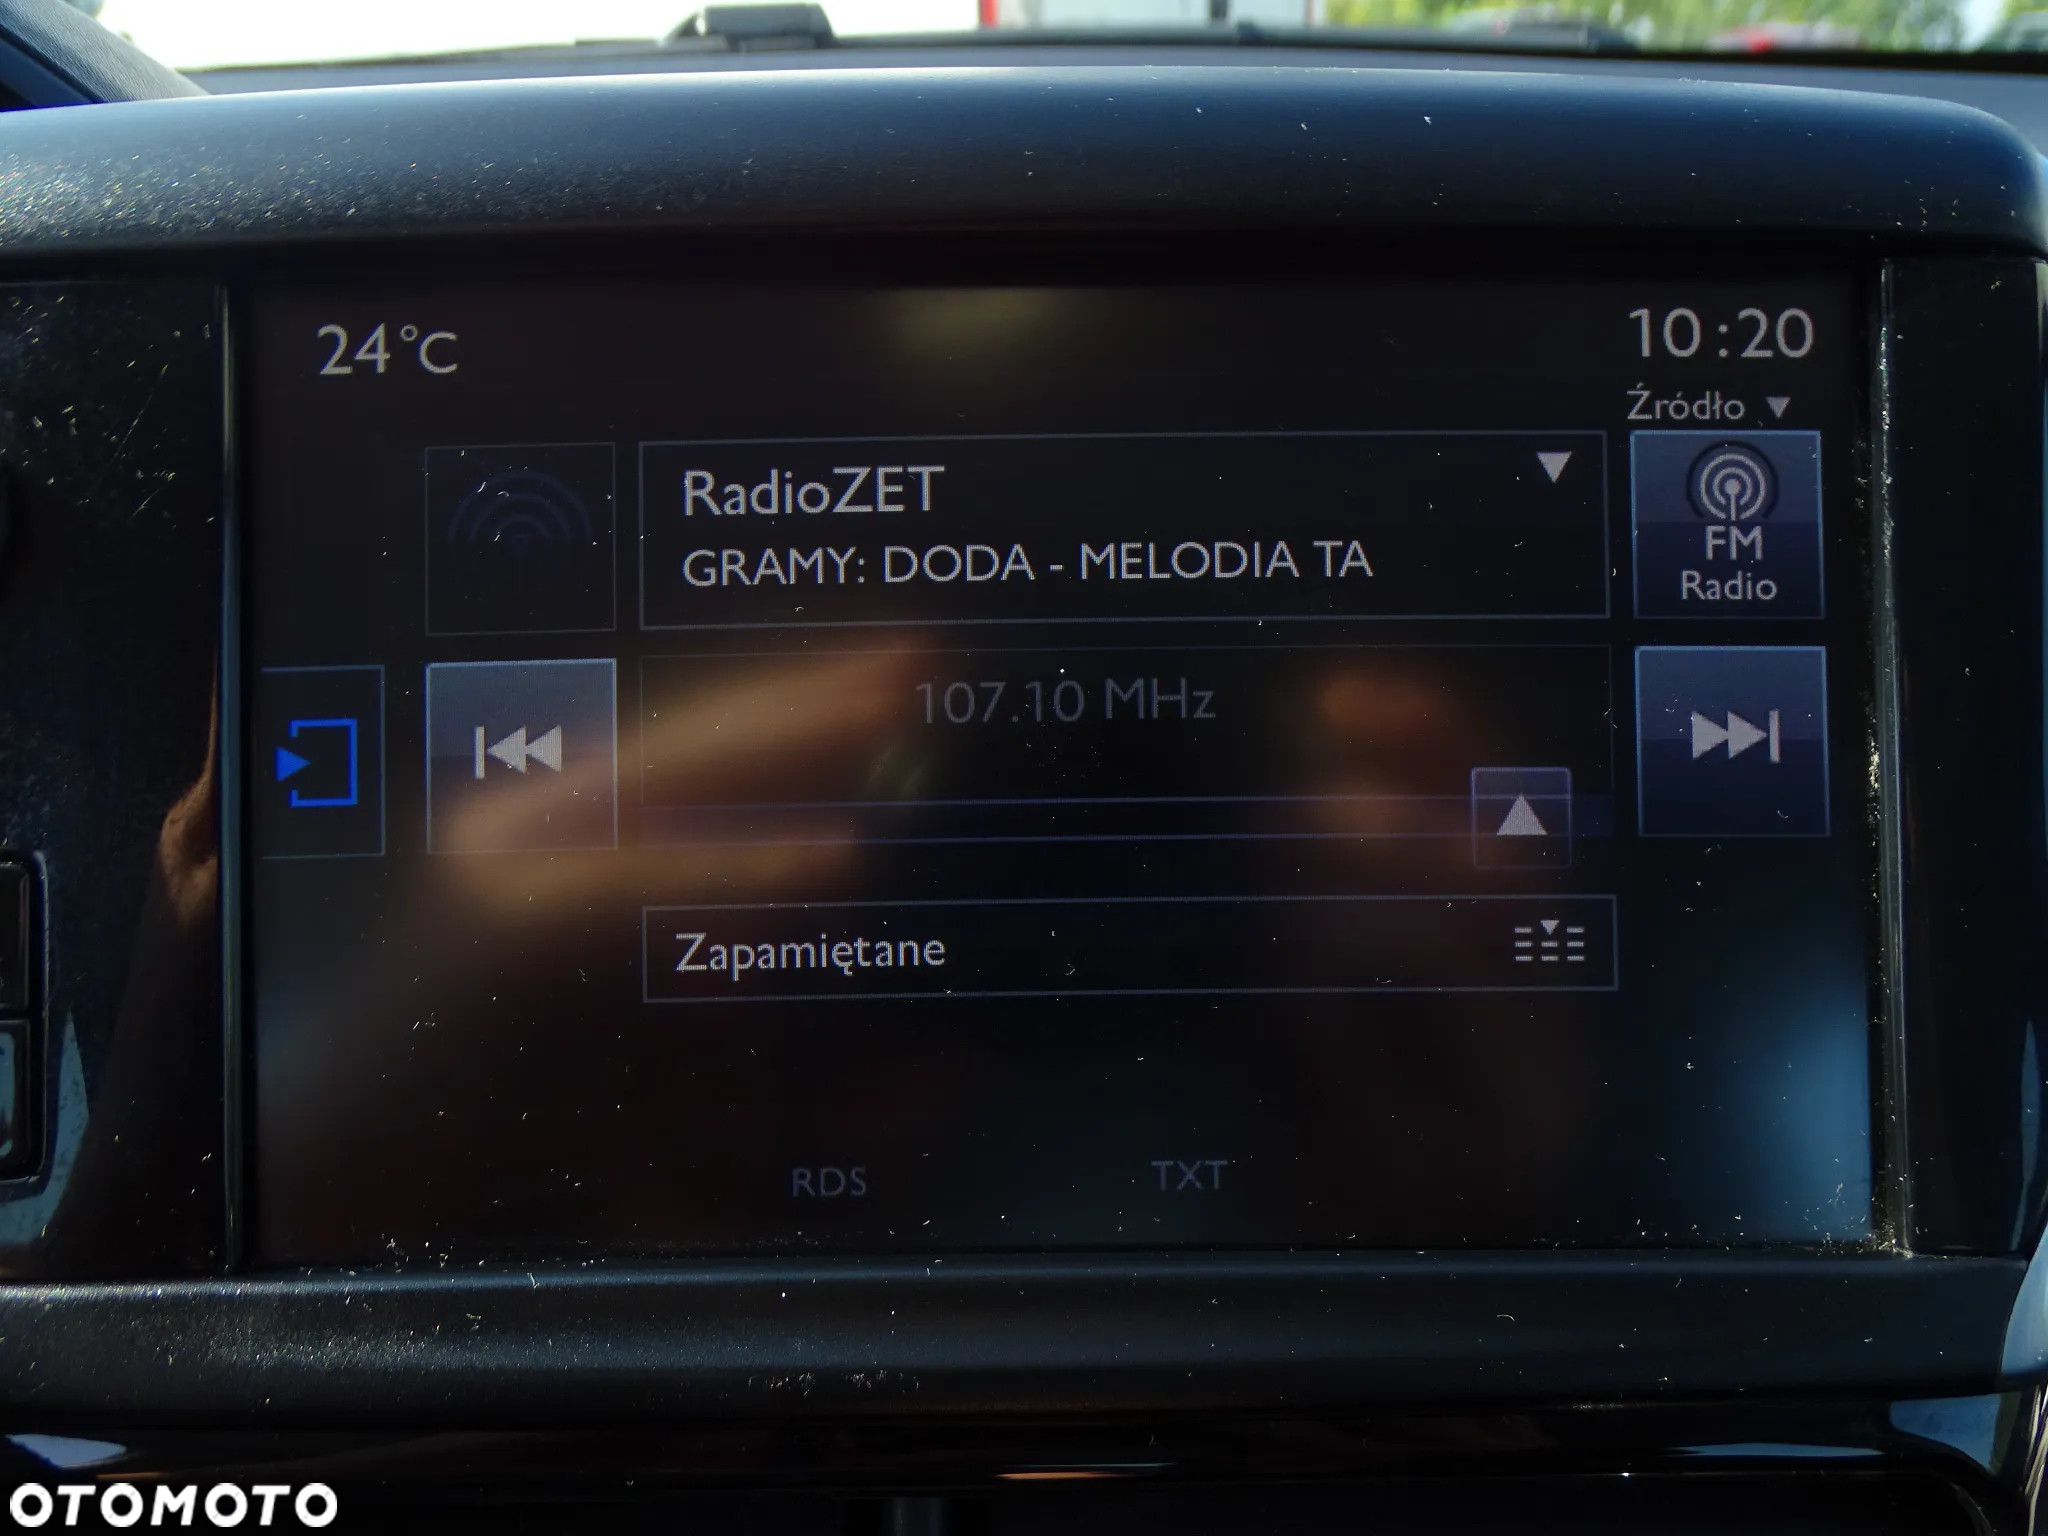 24°C
10:20
Źródło
RadioZET
GRAMY: DODA - MELODIA TA
FM
Radio
107.10 MHz
Zapamiętane
RDS
TXT
OTOMOTO